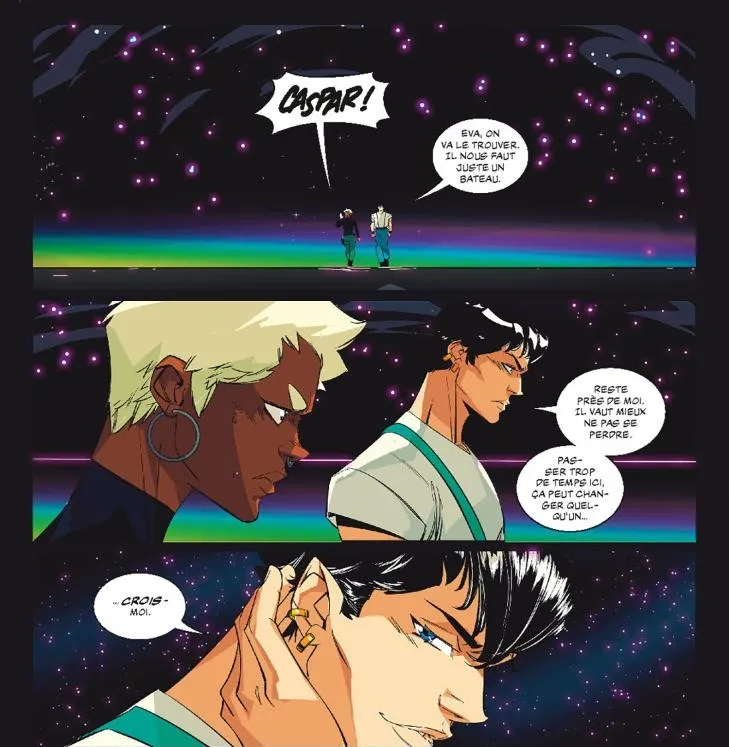 CASPAR!
EVA, ON
VA LE TROUVER.
IL NOUS FAUT
JUSTE UN
BATEAU.
RESTE
PRÈS DE MOI.
IL VAUT MIEUX
NE PAS SE
PERDRE.
PAS-
SER TROP
DE TEMPS ICI,
ÇA PEUT CHAN-
GER QUEL-
QU'UN...
... CROIS-
MOI.